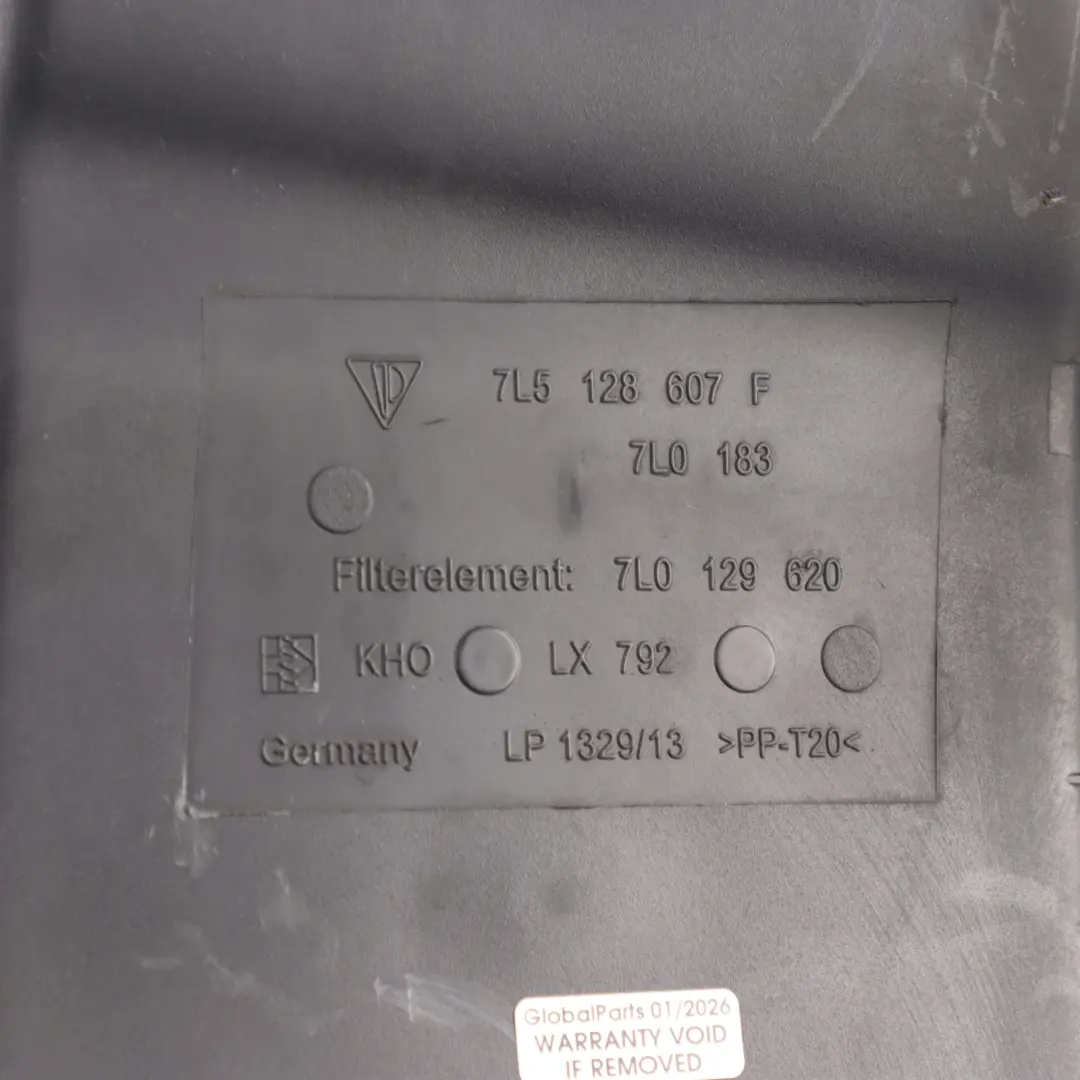 7L5 128 607 F
7L0 183
Filterelement: 7L0 129 620
KHO LX 792
Germany LP 1329/13 >PP-T20<
GlobalParts 01/2026
WARRANTY VOID
IF REMOVED